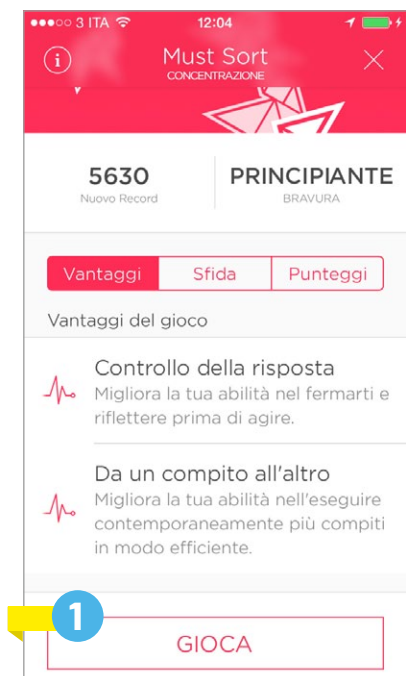 3 ITA 12:04
i Must Sort
CONCENTRAZIONE
5630 PRINCIPIANTE
Nuovo Record BRAVURA
Vantaggi Sfida Punteggi
Vantaggi del gioco
Controllo della risposta
Migliora la tua abilità nel fermarti e
riflettere prima di agire.
Da un compito all'altro
Migliora la tua abilità nell'eseguire
contemporaneamente più compiti
in modo efficiente.
1
GIOCA